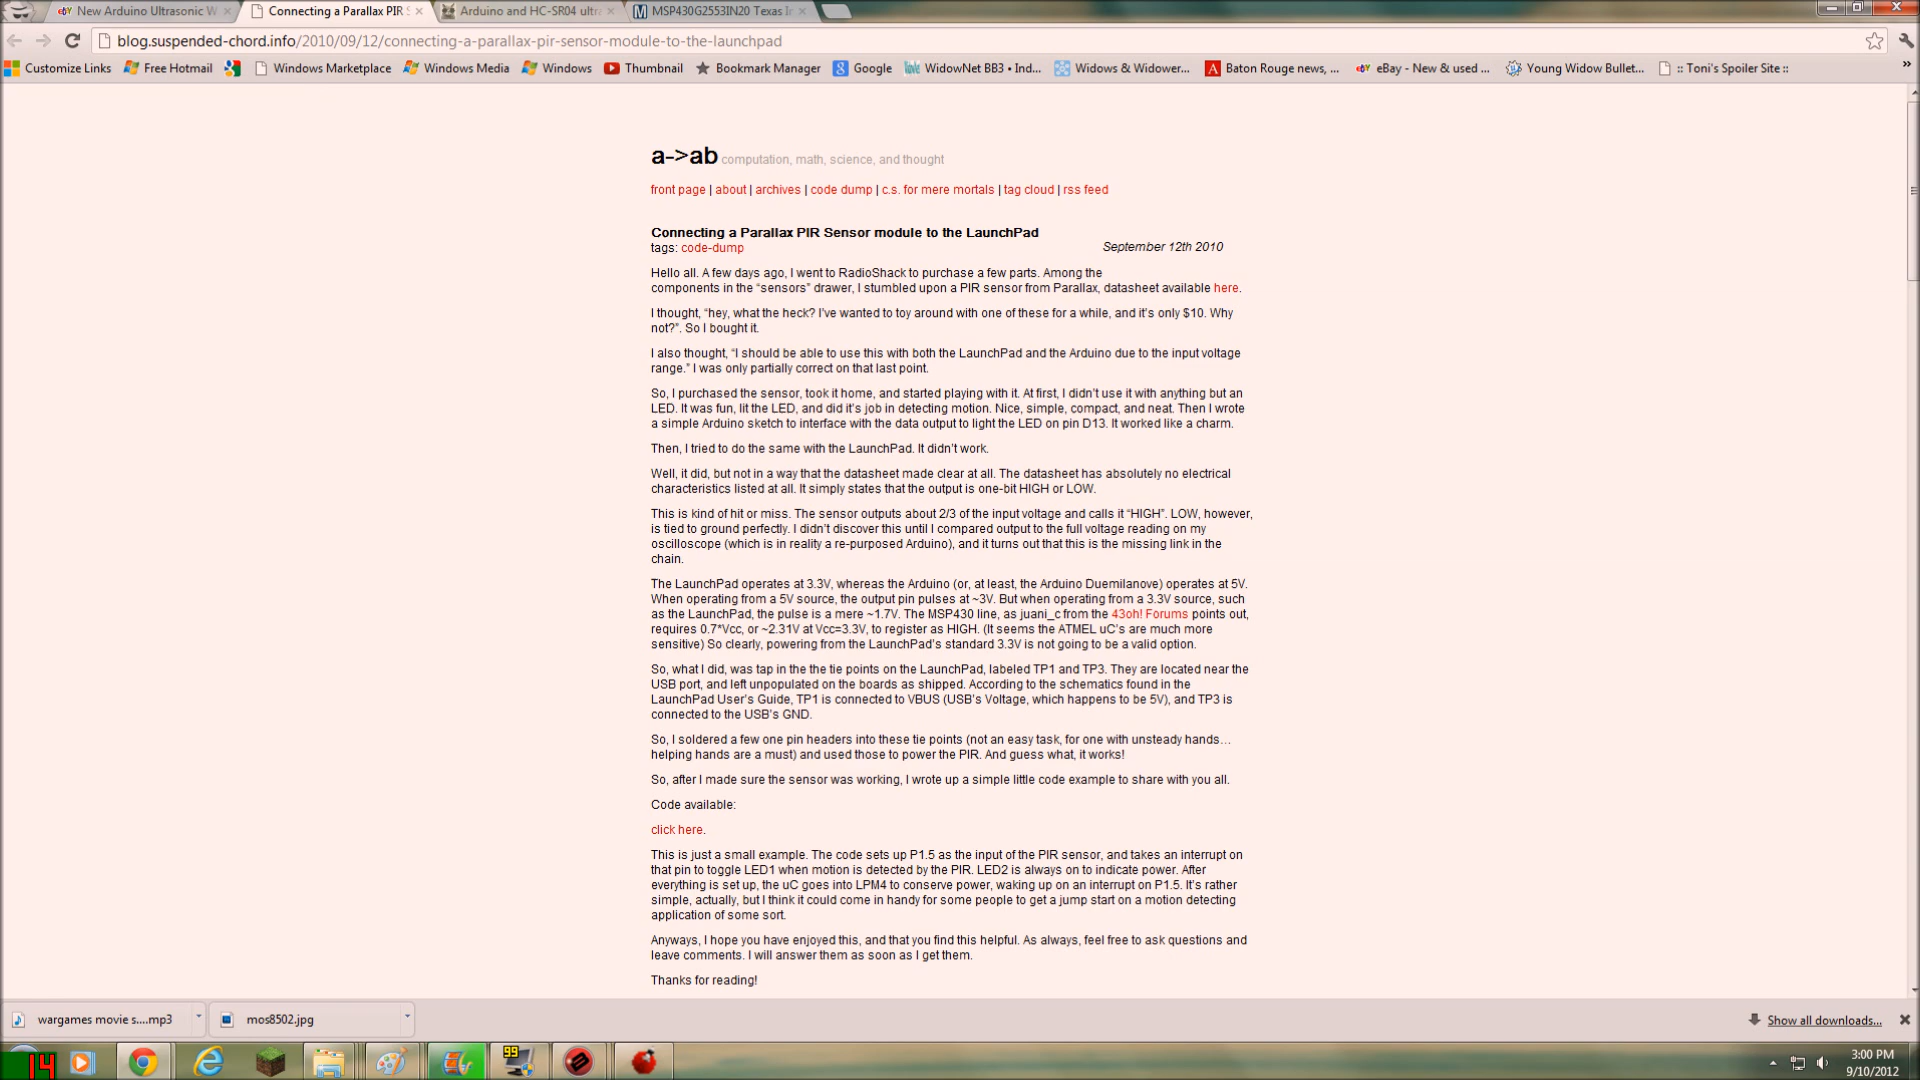 New Arduino Ultrasonic W
Connecting a Parallax PIR S
Arduino and HC-SR04 ultra
MSP430G2553IN20 Texas In
blog.suspended-chord.info/2010/09/12/connecting-a-parallax-pir-sensor-module-to-the-launchpad
Customize Links
Free Hotmail
Windows Marketplace
Windows Media
Windows
Thumbnail
Bookmark Manager
Google
WidowNet BB3 • Ind...
Widows & Widower...
Baton Rouge news, ...
eBay - New & used ...
Young Widow Bullet...
:: Toni's Spoiler Site ::
a->ab computation, math, science, and thought
front page | about | archives | code dump | c.s. for mere mortals | tag cloud | rss feed
Connecting a Parallax PIR Sensor module to the LaunchPad
tags: code-dump
September 12th 2010
Hello all. A few days ago, I went to RadioShack to purchase a few parts. Among the
components in the “sensors” drawer, I stumbled upon a PIR sensor from Parallax, datasheet available here.
I thought, “hey, what the heck? I've wanted to toy around with one of these for a while, and it's only $10. Why
not?”. So I bought it.
I also thought, “I should be able to use this with both the LaunchPad and the Arduino due to the input voltage
range.” I was only partially correct on that last point.
So, I purchased the sensor, took it home, and started playing with it. At first, I didn't use it with anything but an
LED. It was fun, lit the LED, and did it's job in detecting motion. Nice, simple, compact, and neat. Then I wrote
a simple Arduino sketch to interface with the data output to light the LED on pin D13. It worked like a charm.
Then, I tried to do the same with the LaunchPad. It didn't work.
Well, it did, but not in a way that the datasheet made clear at all. The datasheet has absolutely no electrical
characteristics listed at all. It simply states that the output is one-bit HIGH or LOW.
This is kind of hit or miss. The sensor outputs about 2/3 of the input voltage and calls it “HIGH”. LOW, however,
is tied to ground perfectly. I didn't discover this until I compared output to the full voltage reading on my
oscilloscope (which is in reality a re-purposed Arduino), and it turns out that this is the missing link in the
chain.
The LaunchPad operates at 3.3V, whereas the Arduino (or, at least, the Arduino Duemilanove) operates at 5V.
When operating from a 5V source, the output pin pulses at ~3V. But when operating from a 3.3V source, such
as the LaunchPad, the pulse is a mere ~1.7V. The MSP430 line, as juani_c from the 43oh! Forums points out,
requires 0.7*Vcc, or ~2.31V at Vcc=3.3V, to register as HIGH. (It seems the ATMEL uC's are much more
sensitive) So clearly, powering from the LaunchPad's standard 3.3V is not going to be a valid option.
So, what I did, was tap in the the tie points on the LaunchPad, labeled TP1 and TP3. They are located near the
USB port, and left unpopulated on the boards as shipped. According to the schematics found in the
LaunchPad User's Guide, TP1 is connected to VBUS (USB's Voltage, which happens to be 5V), and TP3 is
connected to the USB's GND.
So, I soldered a few one pin headers into these tie points (not an easy task, for one with unsteady hands…
helping hands are a must) and used those to power the PIR. And guess what, it works!
So, after I made sure the sensor was working, I wrote up a simple little code example to share with you all.
Code available:
click here.
This is just a small example. The code sets up P1.5 as the input of the PIR sensor, and takes an interrupt on
that pin to toggle LED1 when motion is detected by the PIR. LED2 is always on to indicate power. After
everything is set up, the uC goes into LPM4 to conserve power, waking up on an interrupt on P1.5. It's rather
simple, actually, but I think it could come in handy for some people to get a jump start on a motion detecting
application of some sort.
Anyways, I hope you have enjoyed this, and that you find this helpful. As always, feel free to ask questions and
leave comments. I will answer them as soon as I get them.
Thanks for reading!
wargames movie s....mp3
mos8502.jpg
Show all downloads...
14
99
3:00 PM
9/10/2012